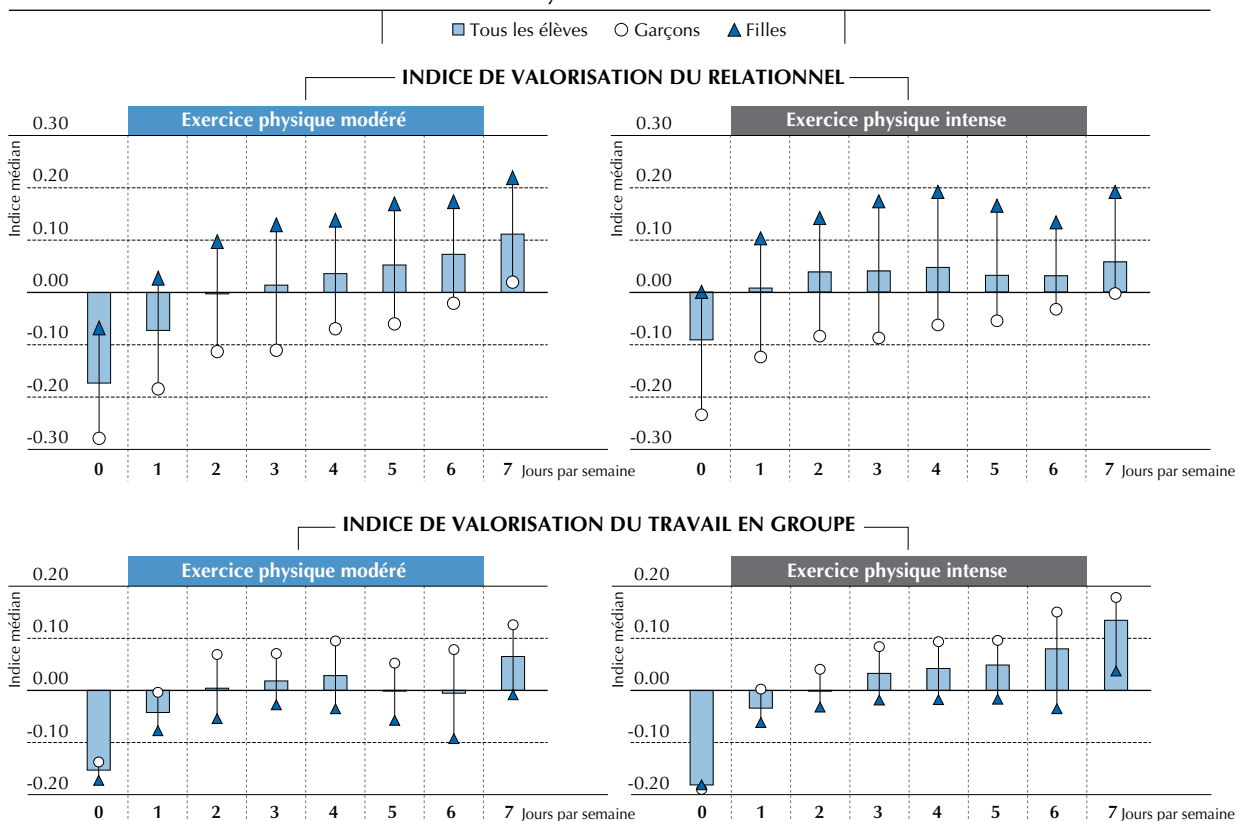 Tous les élèves Garçons Filles
INDICE DE VALORISATION DU RELATIONNEL
Exercice physique modéré
Indice médian
0.30
0.20
0.10
0.00
-0.10
-0.20
-0.30
0 1 2 3 4 5 6 7 Jours par semaine
Exercice physique intense
Indice médian
0.30
0.20
0.10
0.00
-0.10
-0.20
-0.30
0 1 2 3 4 5 6 7 Jours par semaine
INDICE DE VALORISATION DU TRAVAIL EN GROUPE
Exercice physique modéré
Indice médian
0.20
0.10
0.00
-0.10
-0.20
0 1 2 3 4 5 6 7 Jours par semaine
Exercice physique intense
Indice médian
0.20
0.10
0.00
-0.10
-0.20
0 1 2 3 4 5 6 7 Jours par semaine